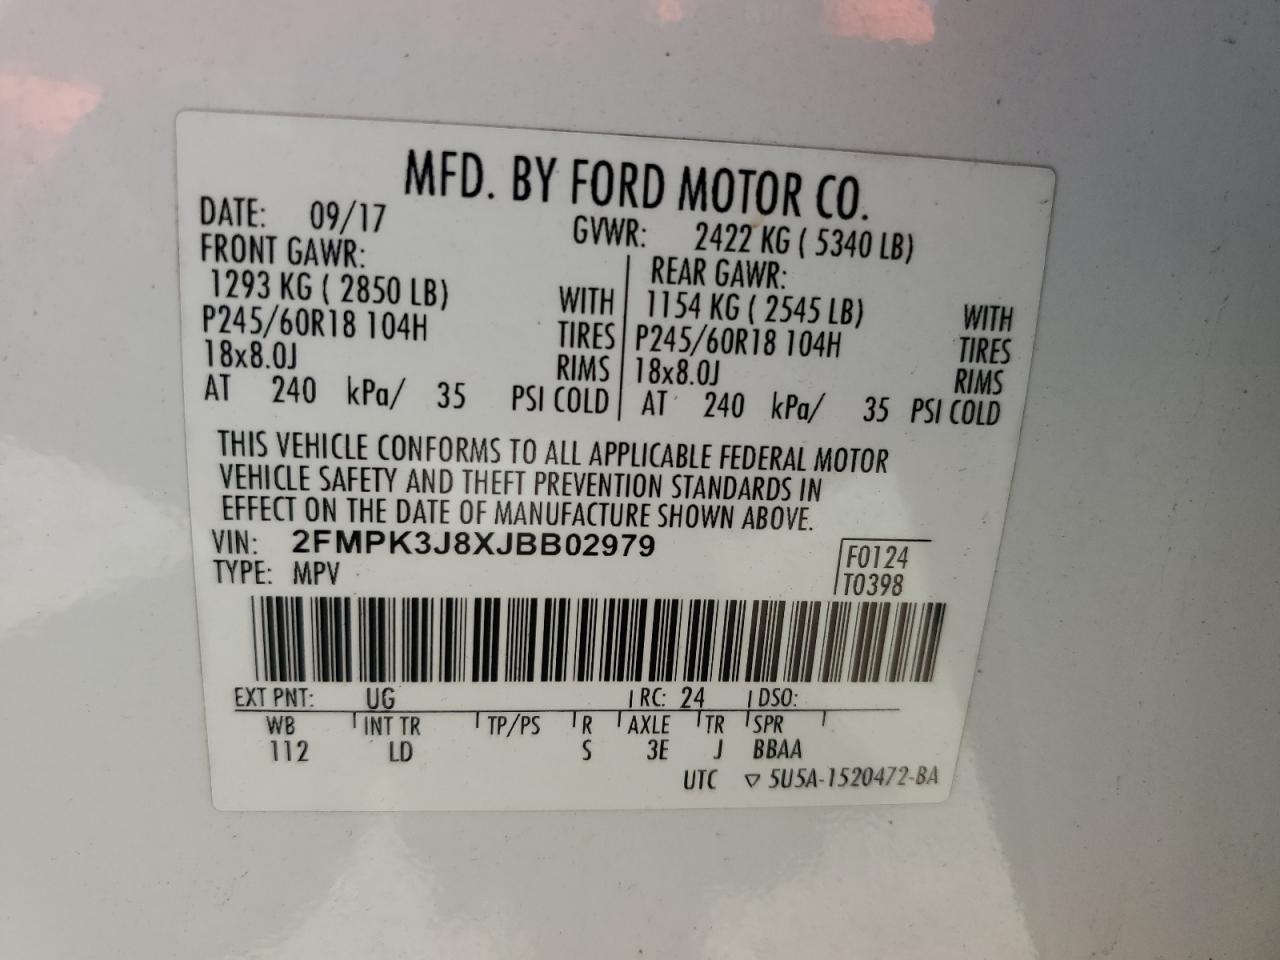 MFD. BY FORD MOTOR CO.
DATE: 09/17 GVWR: 2422 KG ( 5340 LB)
FRONT GAWR: REAR GAWR:
1293 KG ( 2850 LB) WITH 1154 KG ( 2545 LB) WITH
P245/60R18 104H TIRES P245/60R18 104H TIRES
18x8.0J RIMS 18x8.0J RIMS
AT 240 kPa/ 35 PSI COLD AT 240 kPa/ 35 PSI COLD
THIS VEHICLE CONFORMS TO ALL APPLICABLE FEDERAL MOTOR
VEHICLE SAFETY AND THEFT PREVENTION STANDARDS IN
EFFECT ON THE DATE OF MANUFACTURE SHOWN ABOVE.
VIN: 2FMPK3J8XJBB02979
F0124
TYPE: MPV T0398
EXT PNT: UG RC: 24 DSO:
WB INT TR TP/PS R AXLE TR SPR
112 LD S 3E J BBAA
UTC ▽ 5U5A-1520472-BA